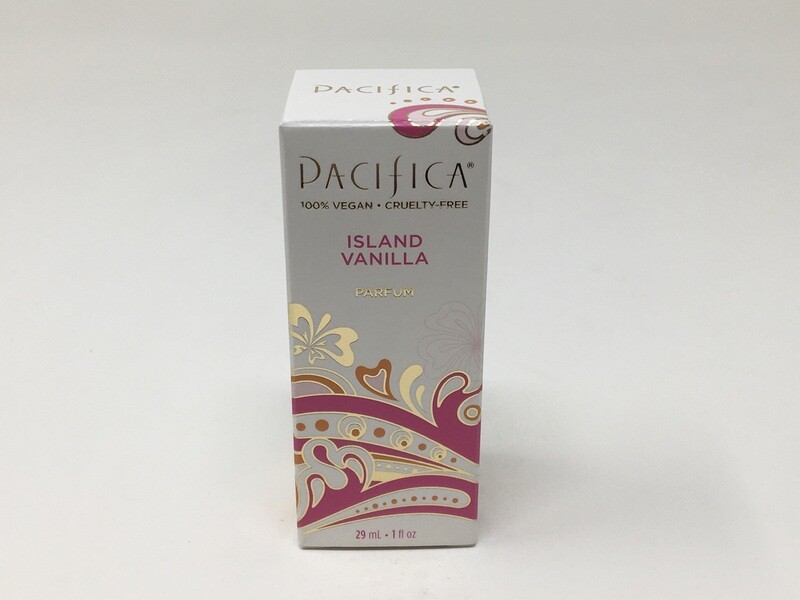 PACIFICA®
PACIFICA®
100% VEGAN • CRUELTY-FREE
ISLAND
VANILLA
PARFUM
29 mL • 1 fl oz